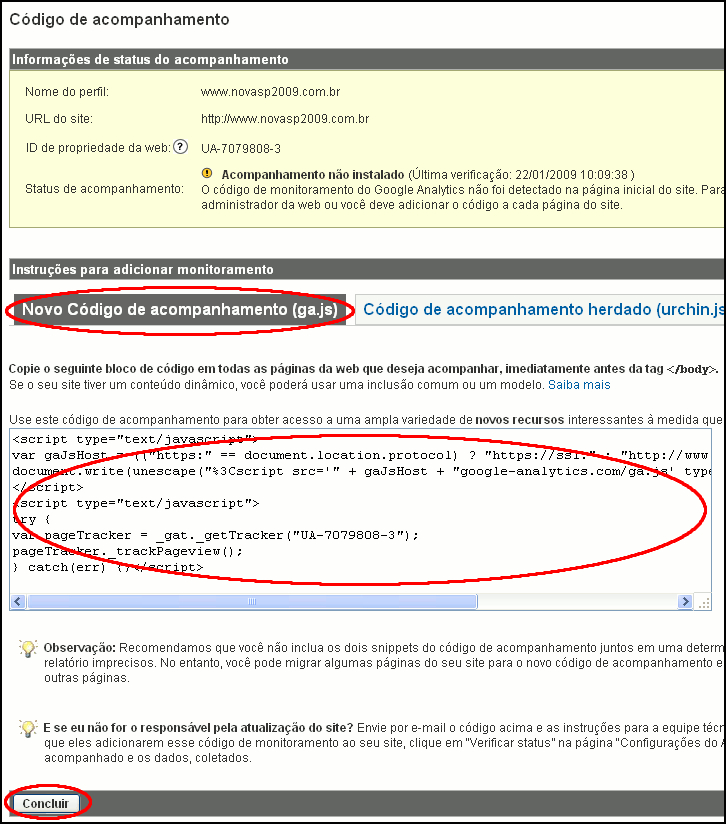 Código de acompanhamento
Informações de status do acompanhamento
Nome do perfil: www.novasp2009.com.br
URL do site: http://www.novasp2009.com.br
ID de propriedade da web: ? UA-7079808-3
Acompanhamento não instalado (Última verificação: 22/01/2009 10:09:38 )
Status de acompanhamento: O código de monitoramento do Google Analytics não foi detectado na página inicial do site. Para
administrador da web ou você deve adicionar o código a cada página do site.
Instruções para adicionar monitoramento
Novo Código de acompanhamento (ga.js) Código de acompanhamento herdado (urchin.js
Copie o seguinte bloco de código em todas as páginas da web que deseja acompanhar, imediatamente antes da tag </body>.
Se o seu site tiver um conteúdo dinâmico, você poderá usar uma inclusão comum ou um modelo. Saiba mais
Use este código de acompanhamento para obter acesso a uma ampla variedade de novos recursos interessantes à medida que
<script type="text/javascript">
var gaJsHost = (("https:" == document.location.protocol) ? "https://ssl." : "http://www
document.write(unescape("%3Cscript src='" + gaJsHost + "google-analytics.com/ga.js' type
</script>
<script type="text/javascript">
try {
var pageTracker = _gat._getTracker("UA-7079808-3");
pageTracker._trackPageview();
} catch(err) {}</script>
Observação: Recomendamos que você não inclua os dois snippets do código de acompanhamento juntos em uma determ
relatório imprecisos. No entanto, você pode migrar algumas páginas do seu site para o novo código de acompanhamento e
outras páginas.
E se eu não for o responsável pela atualização do site? Envie por e-mail o código acima e as instruções para a equipe técn
que eles adicionarem esse código de monitoramento ao seu site, clique em "Verificar status" na página "Configurações do A
acompanhado e os dados, coletados.
Concluir